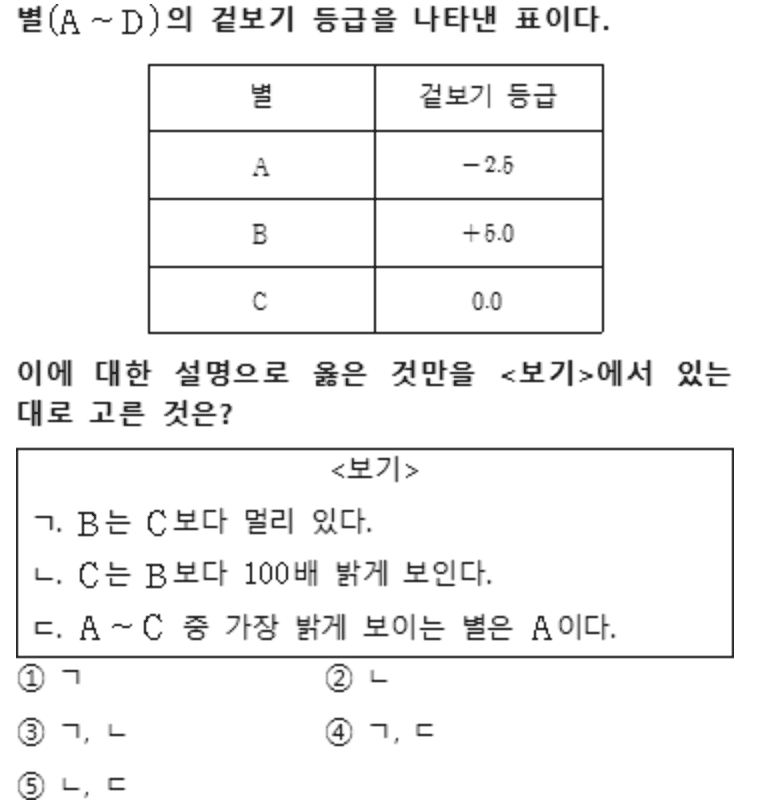 별(A ~ D)의 겉보기 등급을 나타낸 표이다.
별 겉보기 등급
A -2.5
B +5.0
C 0.0
이에 대한 설명으로 옳은 것만을 <보기>에서 있는
대로 고른 것은?
<보기>
ㄱ. B는 C보다 멀리 있다.
ㄴ. C는 B보다 100배 밝게 보인다.
ㄷ. A ~ C 중 가장 밝게 보이는 별은 A이다.
① ㄱ ② ㄴ
③ ㄱ, ㄴ ④ ㄱ, ㄷ
⑤ ㄴ, ㄷ